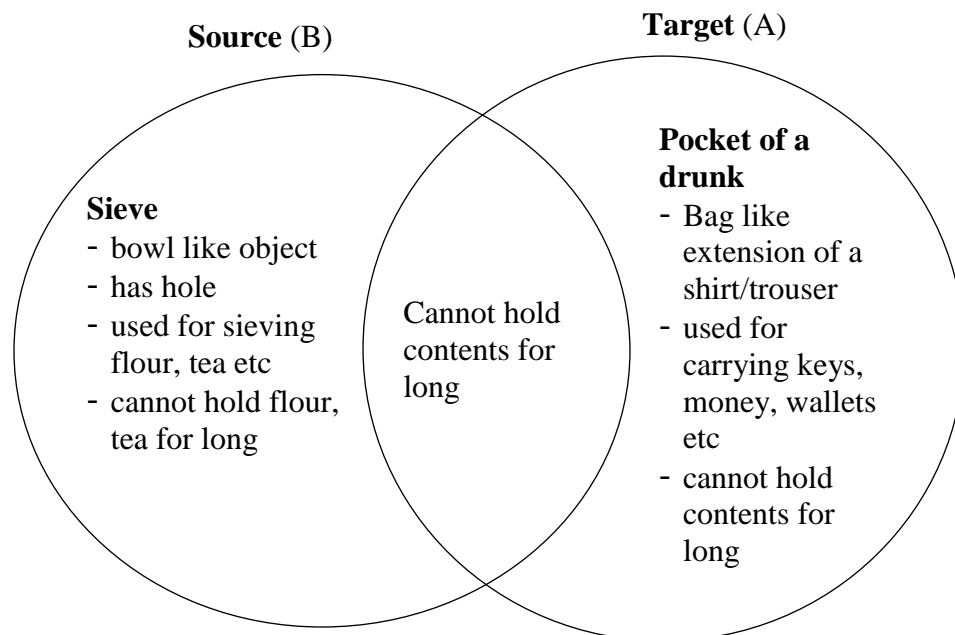 Source (B)
Target (A)
Sieve
- bowl like object
- has hole
- used for sieving
flour, tea etc
- cannot hold flour,
tea for long
Cannot hold
contents for
long
Pocket of a
drunk
- Bag like
extension of a
shirt/trouser
- used for
carrying keys,
money, wallets
etc
- cannot hold
contents for
long